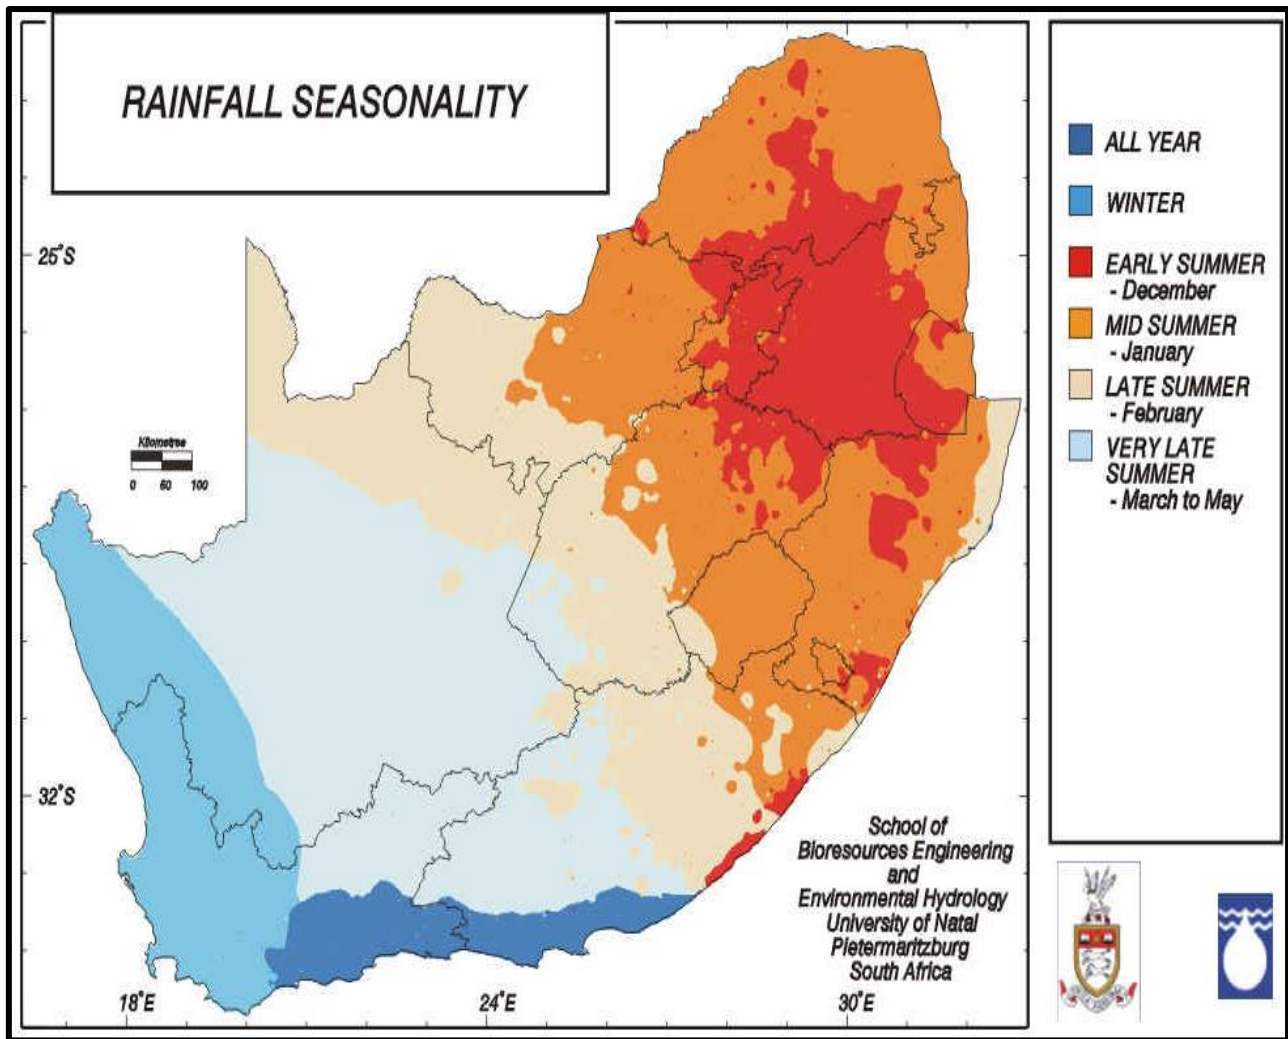 RAINFALL SEASONALITY
ALL YEAR
WINTER
EARLY SUMMER
- December
MID SUMMER
- January
LATE SUMMER
- February
VERY LATE
SUMMER
- March to May
25°S
Kilometres
0 60 100
32°S
School of
Bioresources Engineering
and
Environmental Hydrology
University of Natal
Pietermaritzburg
South Africa
18°E 24°E 30°E